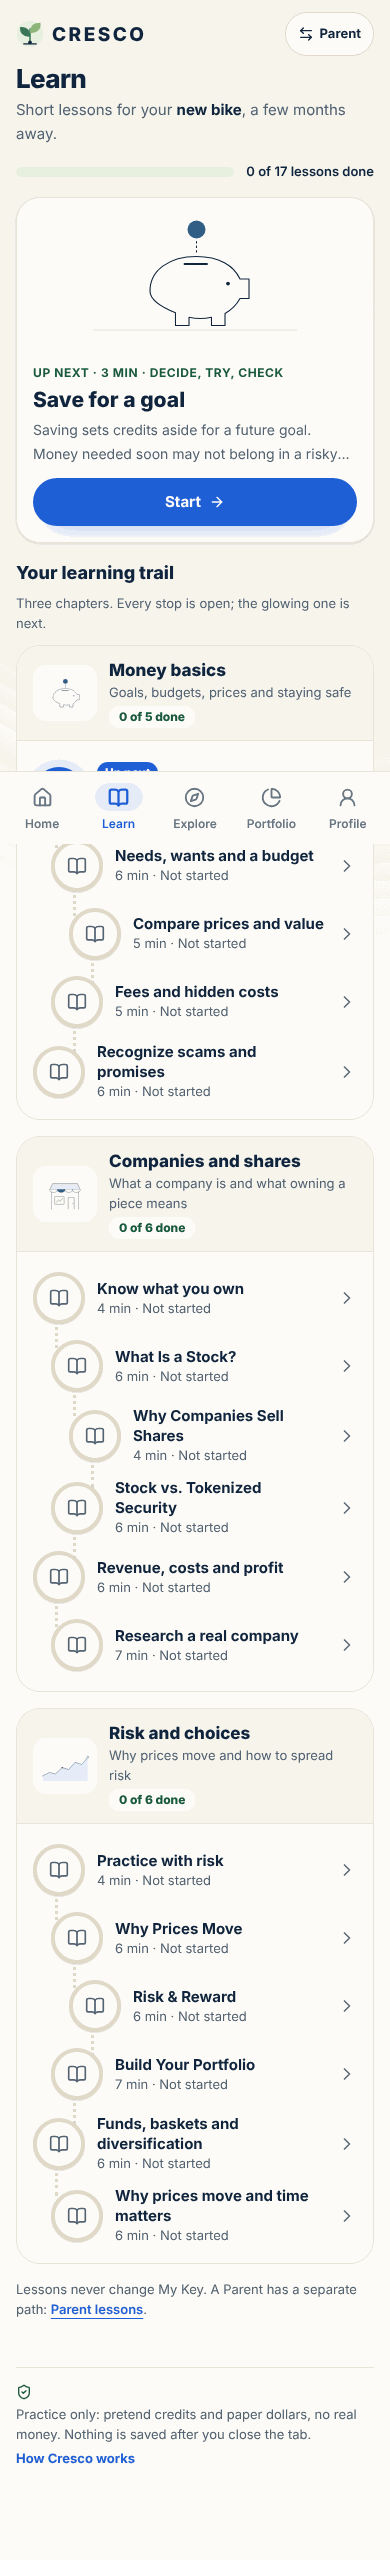 CRESCO
Parent
Learn
Short lessons for your new bike, a few months
away.
0 of 17 lessons done
UP NEXT · 3 MIN · DECIDE, TRY, CHECK
Save for a goal
Saving sets credits aside for a future goal.
Money needed soon may not belong in a risky...
Start
Your learning trail
Three chapters. Every stop is open; the glowing one is
next.
Money basics
Goals, budgets, prices and staying safe
0 of 5 done
Home
Learn
Explore
Portfolio
Profile
Needs, wants and a budget
6 min · Not started
Compare prices and value
5 min · Not started
Fees and hidden costs
5 min · Not started
Recognize scams and
promises
6 min · Not started
Companies and shares
What a company is and what owning a
piece means
0 of 6 done
Know what you own
4 min · Not started
What Is a Stock?
6 min · Not started
Why Companies Sell
Shares
4 min · Not started
Stock vs. Tokenized
Security
6 min · Not started
Revenue, costs and profit
6 min · Not started
Research a real company
7 min · Not started
Risk and choices
Why prices move and how to spread
risk
0 of 6 done
Practice with risk
4 min · Not started
Why Prices Move
6 min · Not started
Risk & Reward
6 min · Not started
Build Your Portfolio
7 min · Not started
Funds, baskets and
diversification
6 min · Not started
Why prices move and time
matters
6 min · Not started
Lessons never change My Key. A Parent has a separate
path: Parent lessons.
Practice only: pretend credits and paper dollars, no real
money. Nothing is saved after you close the tab.
How Cresco works